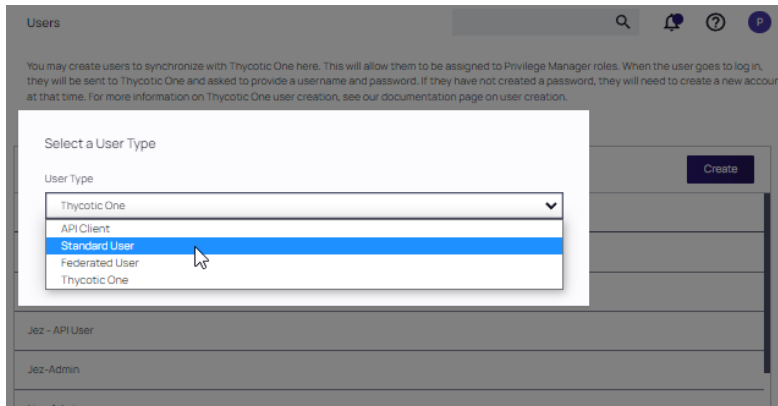 Users
P
You may create users to synchronize with Thycotic One here. This will allow them to be assigned to Privilege Manager roles. When the user goes to log in,
they will be sent to Thycotic One and asked to provide a username and password. If they have not created a password, they will need to create a new accoun
at that time. For more information on Thycotic One user creation, see our documentation page on user creation.
Select a User Type
User Type
Create
Thycotic One
API Client
Standard User
Federated User
Thycotic One
Jez - API User
Jez-Admin